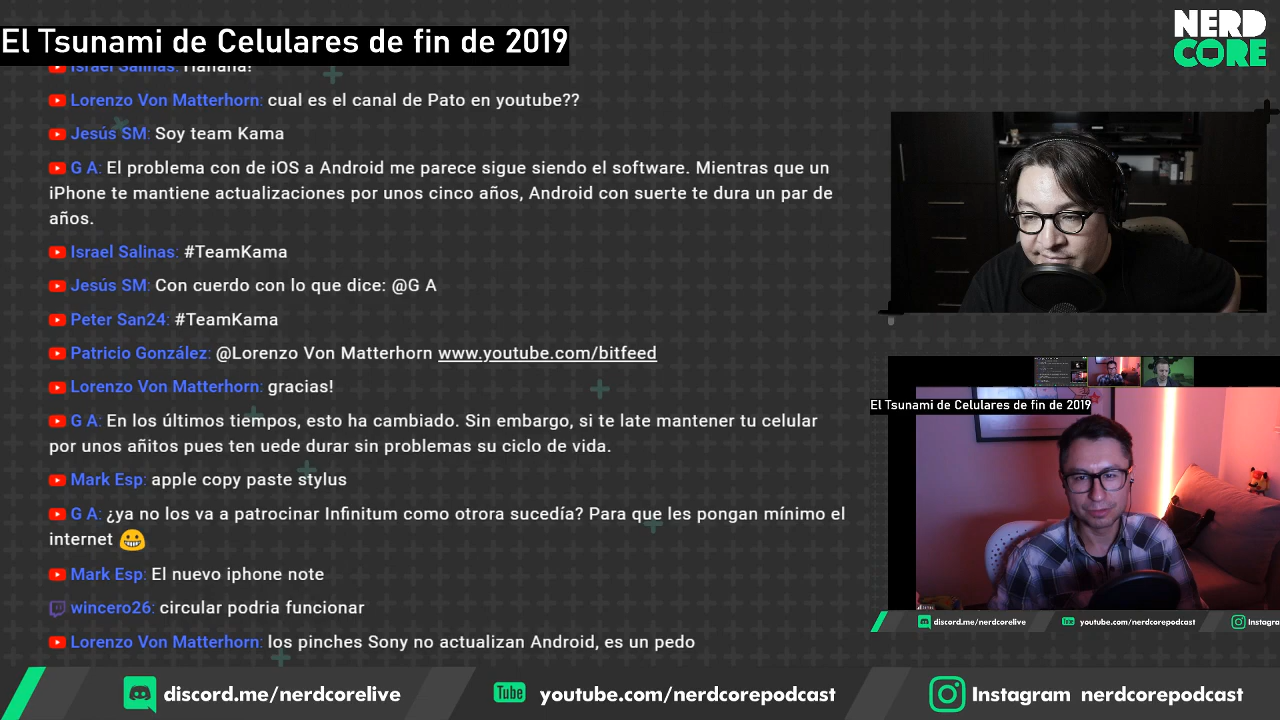 El Tsunami de Celulares de fin de 2019
NERD
CORE
Israel Salinas: Hahaha!
Lorenzo Von Matterhorn: cual es el canal de Pato en youtube??
Jesús SM: Soy team Kama
G A: El problema con de iOS a Android me parece sigue siendo el software. Mientras que un
iPhone te mantiene actualizaciones por unos cinco años, Android con suerte te dura un par de
años.
Israel Salinas: #TeamKama
Jesús SM: Con cuerdo con lo que dice: @G A
Peter San24: #TeamKama
Patricio González: @Lorenzo Von Matterhorn www.youtube.com/bitfeed
Lorenzo Von Matterhorn: gracias!
G A: En los últimos tiempos, esto ha cambiado. Sin embargo, si te late mantener tu celular
por unos añitos pues ten uede durar sin problemas su ciclo de vida.
Mark Esp: apple copy paste stylus
G A: ¿ya no los va a patrocinar Infinitum como otrora sucedía? Para que les pongan mínimo el
internet 😀
Mark Esp: El nuevo iphone note
wincero26: circular podria funcionar
Lorenzo Von Matterhorn: los pinches Sony no actualizan Android, es un pedo
El Tsunami de Celulares de fin de 2019
discord.me/nerdcorelive
Tube youtube.com/nerdcorepodcast
Instagra
discord.me/nerdcorelive
Tube youtube.com/nerdcorepodcast
Instagram nerdcorepodcast